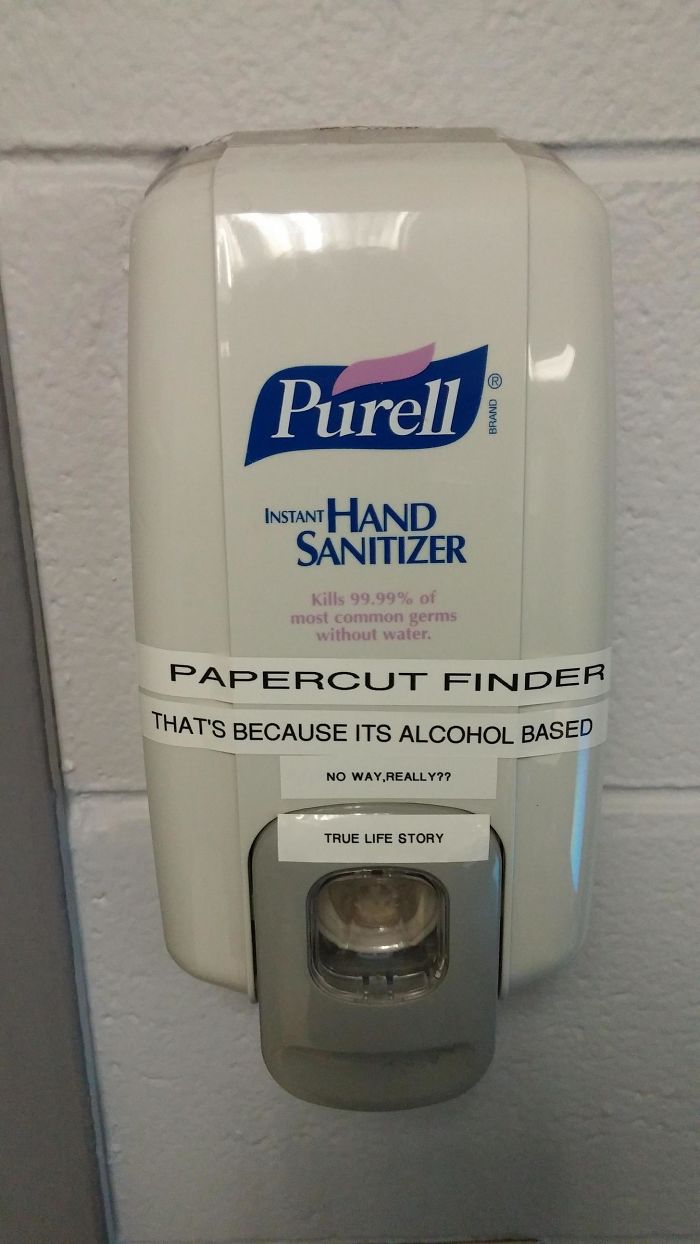 Purell ®
BRAND
INSTANT HAND
SANITIZER
Kills 99.99% of
most common germs
without water.
PAPERCUT FINDER
THAT'S BECAUSE ITS ALCOHOL BASED
NO WAY,REALLY??
TRUE LIFE STORY